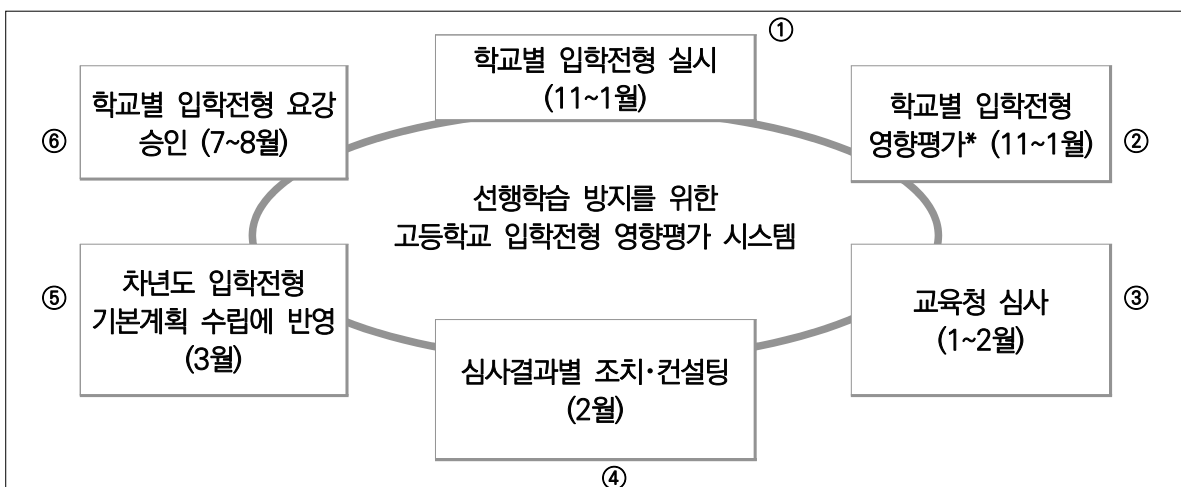 ①
학교별 입학전형 실시
(11~1월)
학교별 입학전형
영향평가* (11~1월)
②
교육청 심사
(1~2월)
③
심사결과별 조치·컨설팅
(2월)
④
⑤
차년도 입학전형
기본계획 수립에 반영
(3월)
⑥
학교별 입학전형 요강
승인 (7~8월)
선행학습 방지를 위한
고등학교 입학전형 영향평가 시스템